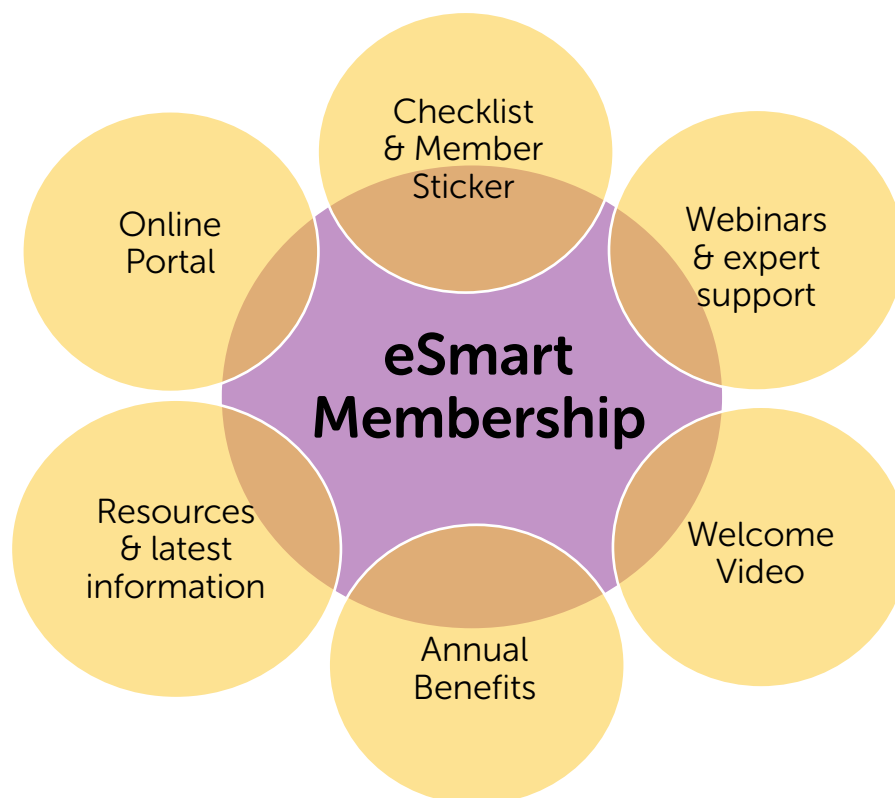 Checklist
& Member
Sticker
Online
Portal
Webinars
& expert
support
eSmart
Membership
Resources
& latest
information
Welcome
Video
Annual
Benefits